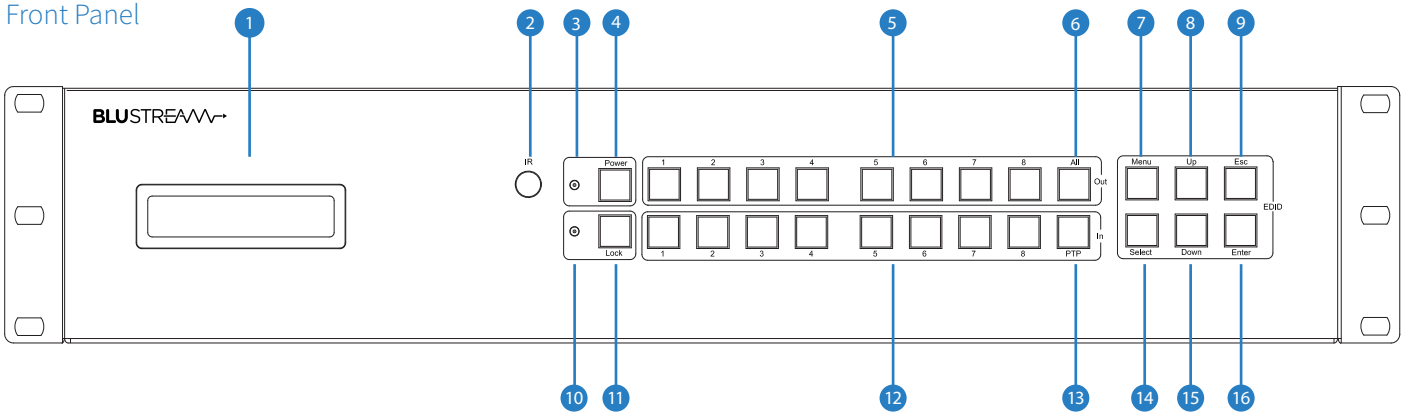 Front Panel
1 2 3 4 5 6 7 8 9
BLUSTREAM
IR
Power 1 2 3 4 5 6 7 8 All
Out
Menu Up Esc
EDID
In
Lock 1 2 3 4 5 6 7 8 PTP
Select Down Enter
10 11 12 13 14 15 16